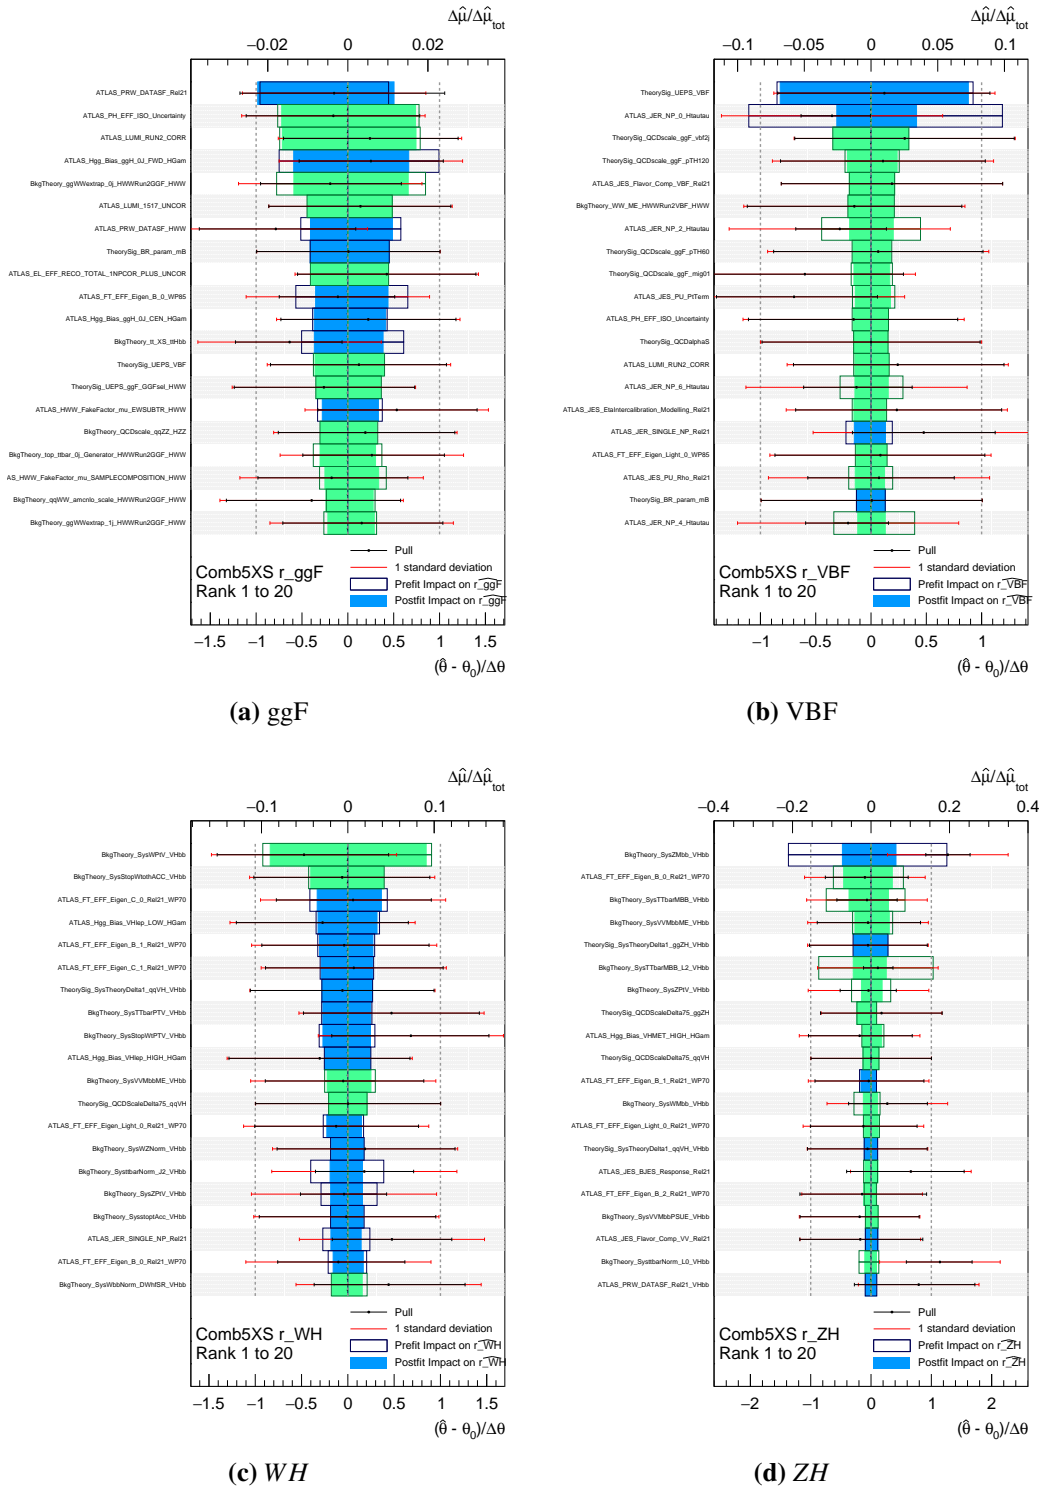 Δμ̂/Δμ̂tot
−0.02 0 0.02
ATLAS_PRW_DATASF_Rel21
ATLAS_PH_EFF_ISO_Uncertainty
ATLAS_LUMI_RUN2_CORR
ATLAS_Hgg_Bias_ggH_0J_FWD_HGam
BkgTheory_ggWWextrap_0j_HWWRun2GGF_HWW
ATLAS_LUMI_1517_UNCOR
ATLAS_PRW_DATASF_HWW
TheorySig_BR_param_mB
ATLAS_EL_EFF_RECO_TOTAL_1NPCOR_PLUS_UNCOR
ATLAS_FT_EFF_Eigen_B_0_WP85
ATLAS_Hgg_Bias_ggH_0J_CEN_HGam
BkgTheory_tt_XS_ttHbb
TheorySig_UEPS_VBF
TheorySig_UEPS_ggF_GGFsel_HWW
ATLAS_HWW_FakeFactor_mu_EWSUBTR_HWW
BkgTheory_QCDscale_qqZZ_HZZ
BkgTheory_top_ttbar_0j_Generator_HWWRun2GGF_HWW
AS_HWW_FakeFactor_mu_SAMPLECOMPOSITION_HWW
BkgTheory_qqWW_amcnlo_scale_HWWRun2GGF_HWW
BkgTheory_ggWWextrap_1j_HWWRun2GGF_HWW
Comb5XS r_ggF
Rank 1 to 20
Pull
1 standard deviation
Prefit Impact on r_ggF
Postfit Impact on r_ggF
−1.5 −1 −0.5 0 0.5 1 1.5
(θ̂ - θ0)/Δθ
(a) ggF
Δμ̂/Δμ̂tot
−0.1 −0.05 0 0.05 0.1
TheorySig_UEPS_VBF
ATLAS_JER_NP_0_Htautau
TheorySig_QCDscale_ggF_vbf2j
TheorySig_QCDscale_ggF_pTH120
ATLAS_JES_Flavor_Comp_VBF_Rel21
BkgTheory_WW_ME_HWWRun2VBF_HWW
ATLAS_JER_NP_2_Htautau
TheorySig_QCDscale_ggF_pTH60
TheorySig_QCDscale_ggF_mig01
ATLAS_JES_PU_PtTerm
ATLAS_PH_EFF_ISO_Uncertainty
TheorySig_QCDalphaS
ATLAS_LUMI_RUN2_CORR
ATLAS_JER_NP_6_Htautau
ATLAS_JES_EtaIntercalibration_Modelling_Rel21
ATLAS_JER_SINGLE_NP_Rel21
ATLAS_FT_EFF_Eigen_Light_0_WP85
ATLAS_JES_PU_Rho_Rel21
TheorySig_BR_param_mB
ATLAS_JER_NP_4_Htautau
Comb5XS r_VBF
Rank 1 to 20
Pull
1 standard deviation
Prefit Impact on r_VBF
Postfit Impact on r_VBF
−1 −0.5 0 0.5 1
(θ̂ - θ0)/Δθ
(b) VBF
Δμ̂/Δμ̂tot
−0.1 0 0.1
BkgTheory_SysWPtV_VHbb
BkgTheory_SysStopWtothACC_VHbb
ATLAS_FT_EFF_Eigen_C_0_Rel21_WP70
ATLAS_Hgg_Bias_VHlep_LOW_HGam
ATLAS_FT_EFF_Eigen_B_1_Rel21_WP70
ATLAS_FT_EFF_Eigen_C_1_Rel21_WP70
TheorySig_SysTheoryDelta1_qqVH_VHbb
BkgTheory_SysTTbarPTV_VHbb
BkgTheory_SysStopWtPTV_VHbb
ATLAS_Hgg_Bias_VHlep_HIGH_HGam
BkgTheory_SysVVMbbME_VHbb
TheorySig_QCDScaleDelta75_qqVH
ATLAS_FT_EFF_Eigen_Light_0_Rel21_WP70
BkgTheory_SysWZNorm_VHbb
BkgTheory_SysttbarNorm_J2_VHbb
BkgTheory_SysZPtV_VHbb
BkgTheory_SysstoptAcc_VHbb
ATLAS_JER_SINGLE_NP_Rel21
ATLAS_FT_EFF_Eigen_B_0_Rel21_WP70
BkgTheory_SysWbbNorm_DWhfSR_VHbb
Comb5XS r_WH
Rank 1 to 20
Pull
1 standard deviation
Prefit Impact on r_WH
Postfit Impact on r_WH
−1.5 −1 −0.5 0 0.5 1 1.5
(θ̂ - θ0)/Δθ
(c) WH
Δμ̂/Δμ̂tot
−0.4 −0.2 0 0.2 0.4
BkgTheory_SysZMbb_VHbb
ATLAS_FT_EFF_Eigen_B_0_Rel21_WP70
BkgTheory_SysTTbarMBB_VHbb
BkgTheory_SysVVMbbME_VHbb
TheorySig_SysTheoryDelta1_ggZH_VHbb
BkgTheory_SysTTbarMBB_L2_VHbb
BkgTheory_SysZPtV_VHbb
TheorySig_QCDScaleDelta75_ggZH
ATLAS_Hgg_Bias_VHMET_HIGH_HGam
TheorySig_QCDScaleDelta75_qqVH
ATLAS_FT_EFF_Eigen_B_1_Rel21_WP70
BkgTheory_SysWMbb_VHbb
ATLAS_FT_EFF_Eigen_Light_0_Rel21_WP70
TheorySig_SysTheoryDelta1_qqVH_VHbb
ATLAS_JES_BJES_Response_Rel21
ATLAS_FT_EFF_Eigen_B_2_Rel21_WP70
BkgTheory_SysVVMbbPSUE_VHbb
ATLAS_JES_Flavor_Comp_VV_Rel21
BkgTheory_SysttbarNorm_L0_VHbb
ATLAS_PRW_DATASF_Rel21_VHbb
Comb5XS r_ZH
Rank 1 to 20
Pull
1 standard deviation
Prefit Impact on r_ZH
Postfit Impact on r_ZH
−2 −1 0 1 2
(θ̂ - θ0)/Δθ
(d) ZH